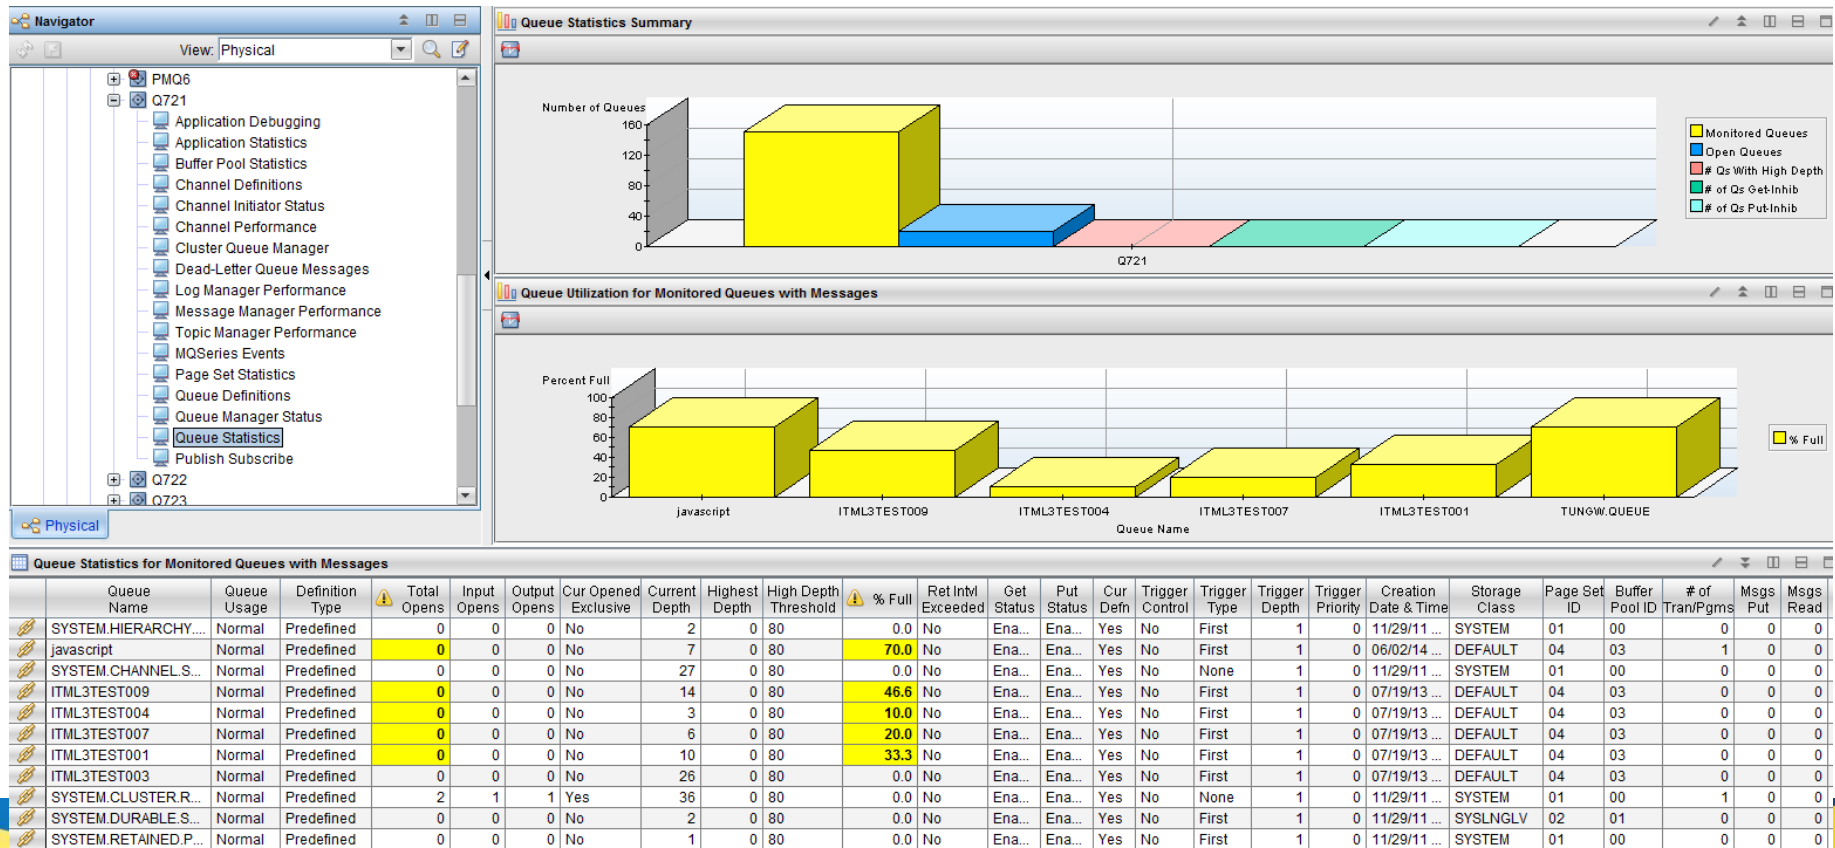 Navigator
View: Physical
PMQ6
Q721
Application Debugging
Application Statistics
Buffer Pool Statistics
Channel Definitions
Channel Initiator Status
Channel Performance
Cluster Queue Manager
Dead-Letter Queue Messages
Log Manager Performance
Message Manager Performance
Topic Manager Performance
MQSeries Events
Page Set Statistics
Queue Definitions
Queue Manager Status
Queue Statistics
Publish Subscribe
Q722
Q723
Physical
Queue Statistics Summary
Number of Queues
160
120
80
40
0
Q721
Monitored Queues
Open Queues
# Qs With High Depth
# of Qs Get-Inhib
# of Qs Put-Inhib
Queue Utilization for Monitored Queues with Messages
Percent Full
100
80
60
40
20
0
javascript ITML3TEST009 ITML3TEST004 ITML3TEST007 ITML3TEST001 TUNGW.QUEUE
Queue Name
% Full
Queue Statistics for Monitored Queues with Messages
Queue Queue Definition Total Input Output Cur Opened Current Highest High Depth % Full Ret Intvl Get Put Cur Trigger Trigger Trigger Trigger Creation Storage Page Set Buffer # of Msgs Msgs
Name Usage Type Opens Opens Opens Exclusive Depth Depth Threshold Exceeded Status Status Defn Control Type Depth Priority Date & Time Class ID Pool ID Tran/Pgms Put Read
SYSTEM.HIERARCHY.... Normal Predefined 0 0 0 No 2 0 80 0.0 No Ena... Ena... Yes No First 1 0 11/29/11 ... SYSTEM 01 00 0 0 0
javascript Normal Predefined 0 0 0 No 7 0 80 70.0 No Ena... Ena... Yes No First 1 0 06/02/14 ... DEFAULT 04 03 1 0 0
SYSTEM.CHANNEL.S... Normal Predefined 0 0 0 No 27 0 80 0.0 No Ena... Ena... Yes No None 1 0 11/29/11 ... SYSTEM 01 00 0 0 0
ITML3TEST009 Normal Predefined 0 0 0 No 14 0 80 46.6 No Ena... Ena... Yes No First 1 0 07/19/13 ... DEFAULT 04 03 0 0 0
ITML3TEST004 Normal Predefined 0 0 0 No 3 0 80 10.0 No Ena... Ena... Yes No First 1 0 07/19/13 ... DEFAULT 04 03 0 0 0
ITML3TEST007 Normal Predefined 0 0 0 No 6 0 80 20.0 No Ena... Ena... Yes No First 1 0 07/19/13 ... DEFAULT 04 03 0 0 0
ITML3TEST001 Normal Predefined 0 0 0 No 10 0 80 33.3 No Ena... Ena... Yes No First 1 0 07/19/13 ... DEFAULT 04 03 0 0 0
ITML3TEST003 Normal Predefined 0 0 0 No 26 0 80 0.0 No Ena... Ena... Yes No First 1 0 07/19/13 ... DEFAULT 04 03 0 0 0
SYSTEM.CLUSTER.R... Normal Predefined 2 1 1 Yes 36 0 80 0.0 No Ena... Ena... Yes No None 1 0 11/29/11 ... SYSTEM 01 00 1 0 0
SYSTEM.DURABLE.S... Normal Predefined 0 0 0 No 2 0 80 0.0 No Ena... Ena... Yes No First 1 0 11/29/11 ... SYSLNGLV 02 01 0 0 0
SYSTEM.RETAINED.P... Normal Predefined 0 0 0 No 1 0 80 0.0 No Ena... Ena... Yes No First 1 0 11/29/11 ... SYSTEM 01 00 0 0 0